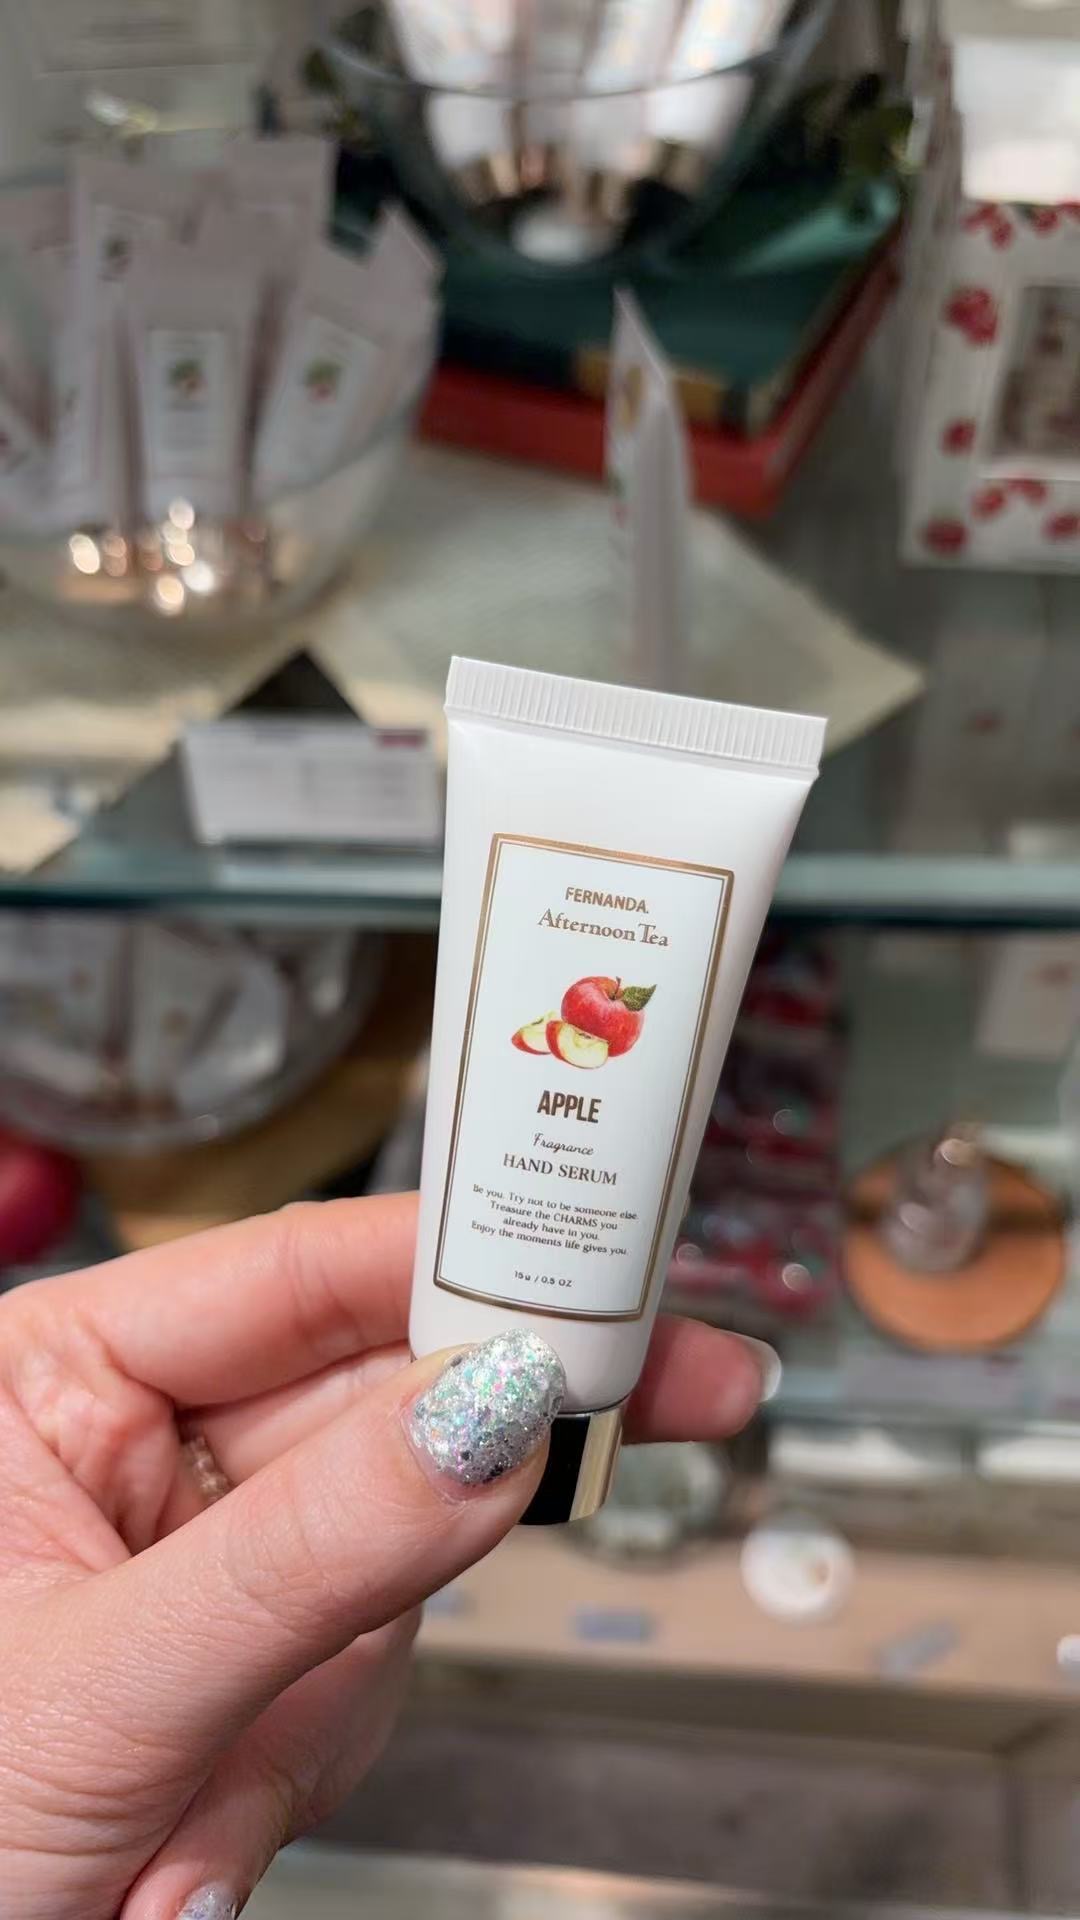 FERNANDA.
Afternoon Tea
APPLE
Fragrance
HAND SERUM
Be you. Try not to be someone else.
Treasure the CHARMS you
already have in you.
Enjoy the moments life gives you.
15g / 0.5 OZ